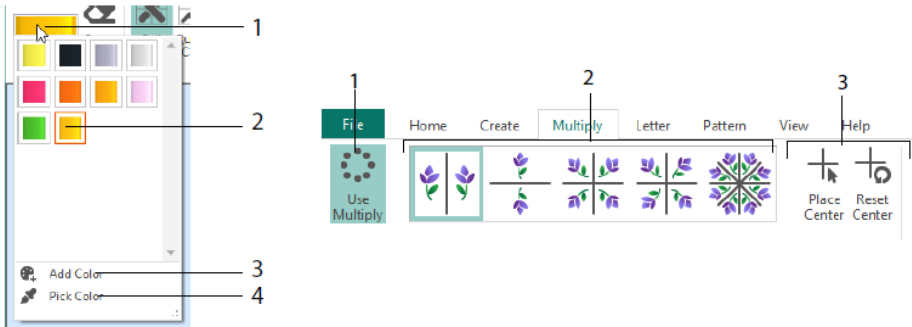 1
2
3
4
Add Color
Pick Color
1
2
3
File Home Create Multiply Letter Pattern View Help
Use
Multiply
Place
Center
Reset
Center